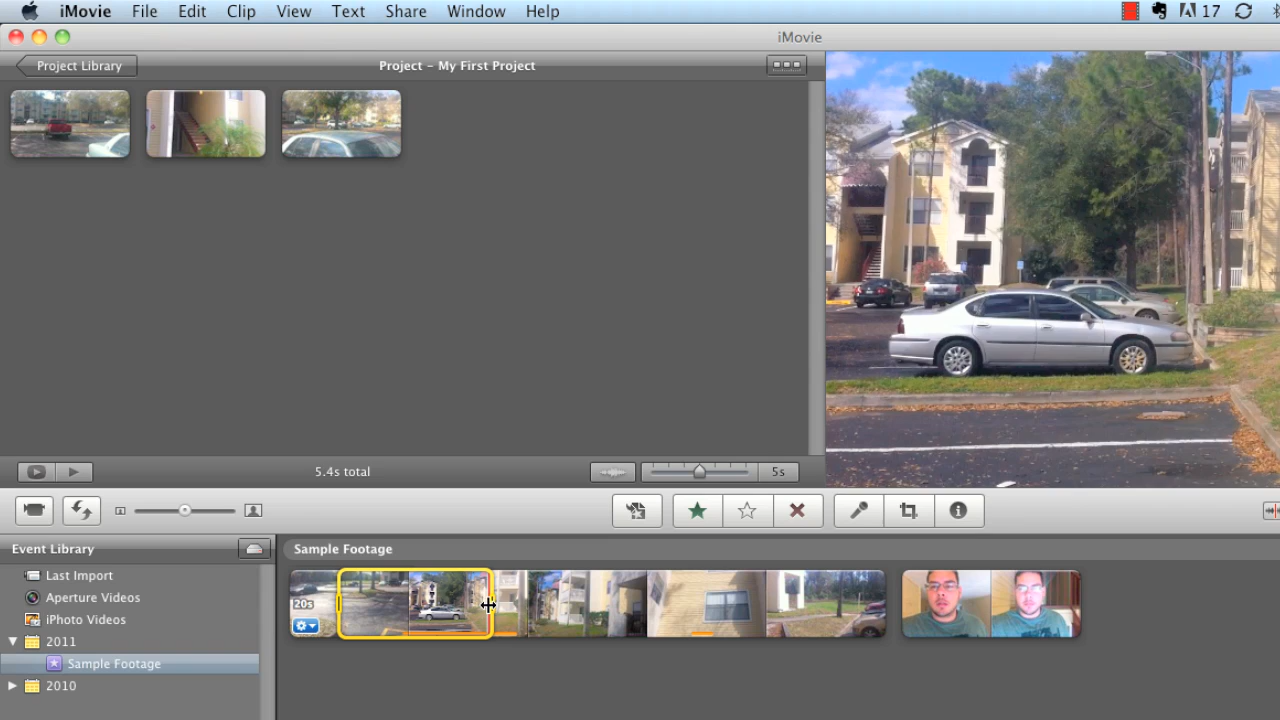 iMovie File Edit Clip View Text Share Window Help 17
iMovie
Project Library
Project - My First Project
5.4s total
5s
Event Library
Sample Footage
Last Import
Aperture Videos
iPhoto Videos
2011
Sample Footage
2010
20s